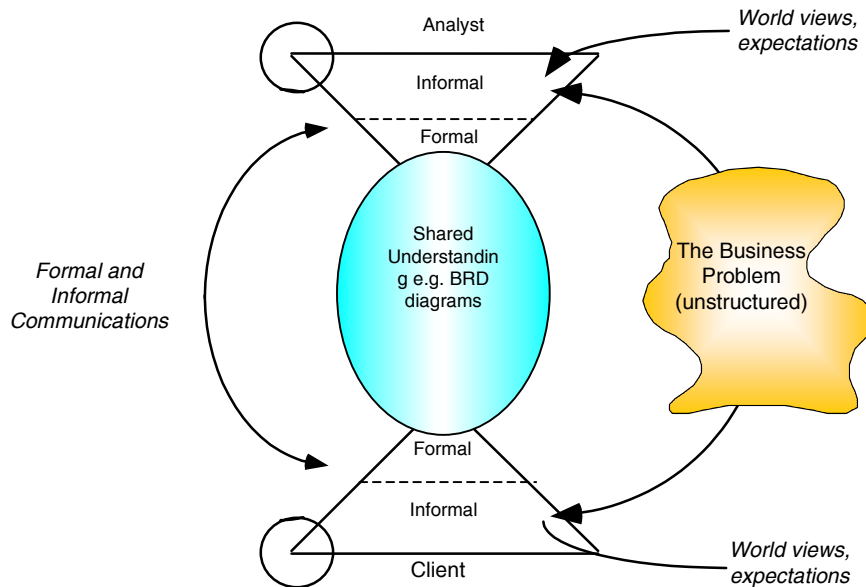 Analyst
World views,
expectations
Informal
Formal
Shared
Understandin
g e.g. BRD
diagrams
The Business
Problem
(unstructured)
Formal and
Informal
Communications
Formal
Informal
Client
World views,
expectations